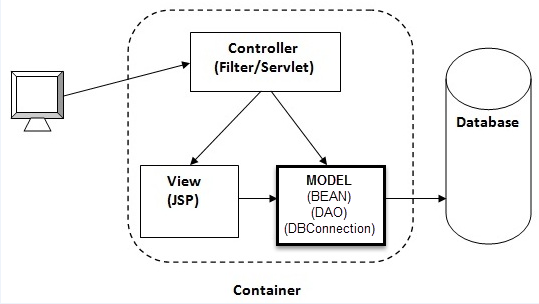 Controller
(Filter/Servlet)
Database
View
(JSP)
MODEL
(BEAN)
(DAO)
(DBConnection)
Container